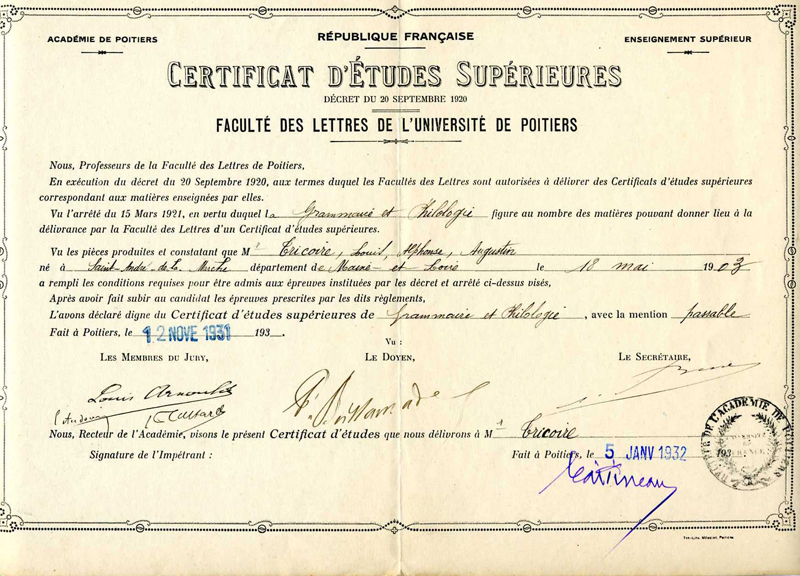 ACADÉMIE DE POITIERS
RÉPUBLIQUE FRANÇAISE
ENSEIGNEMENT SUPÉRIEUR
CERTIFICAT D'ÉTUDES SUPÉRIEURES
DÉCRET DU 20 SEPTEMBRE 1920
FACULTÉ DES LETTRES DE L'UNIVERSITÉ DE POITIERS
Nous, Professeurs de la Faculté des Lettres de Poitiers,
En exécution du décret du 20 Septembre 1920, aux termes duquel les Facultés des Lettres sont autorisées à délivrer des Certificats d'études supérieures
correspondant aux matières enseignées par elles.
Vu l'arrêté du 15 Mars 1921, en vertu duquel la Grammaire et Philologie figure au nombre des matières pouvant donner lieu à la
délivrance par la Faculté des Lettres d'un Certificat d'études supérieures.
Vu les pièces produites et constatant que Mr Tricoire, Louis, Alphonse, Augustin
né à Saint-André-de-la-Marche département de Maine-et-Loire le 18 mai 1903
a rempli les conditions requises pour être admis aux épreuves instituées par les décret et arrêté ci-dessus visés,
Après avoir fait subir au candidat les épreuves prescrites par les dits règlements,
L'avons déclaré digne du Certificat d'études supérieures de Grammaire et Philologie, avec la mention passable
Fait à Poitiers, le 12 NOVE 1931 193 .
Vu :
LES MEMBRES DU JURY,
LE DOYEN,
LE SECRÉTAIRE,
Louis Arnould
Nous, Recteur de l'Académie, visons le présent Certificat d'études que nous délivrons à Mr Tricoire
Signature de l'Impétrant :
Fait à Poitiers, le 5 JANV 1932
193